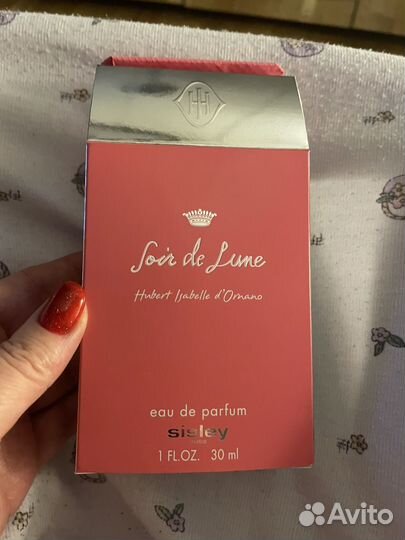 Soir de Lune
Hubert Isabelle d'Ornano
eau de parfum
sisley
1 FL.OZ. 30 ml
Avito